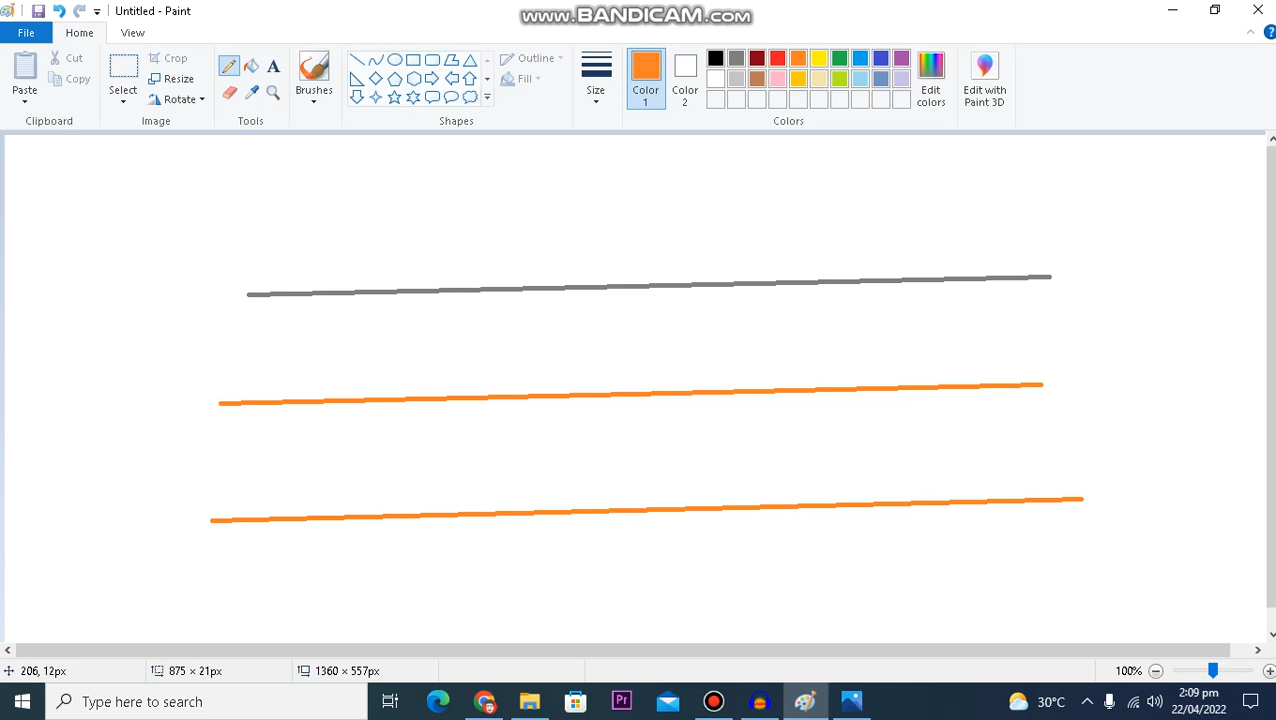 Untitled - Paint
www.BANDICAM.com
File Home View
Paste
Cut
Copy
Clipboard
Select
Crop
Resize
Rotate
Image
A
Tools
Brushes
Shapes
Outline
Fill
Size
Color 1
Color 2
Colors
Edit colors
Edit with Paint 3D
206, 12px
875 × 21px
1360 × 557px
100%
Type here to search
Pr
30°C
2:09 pm
22/04/2022